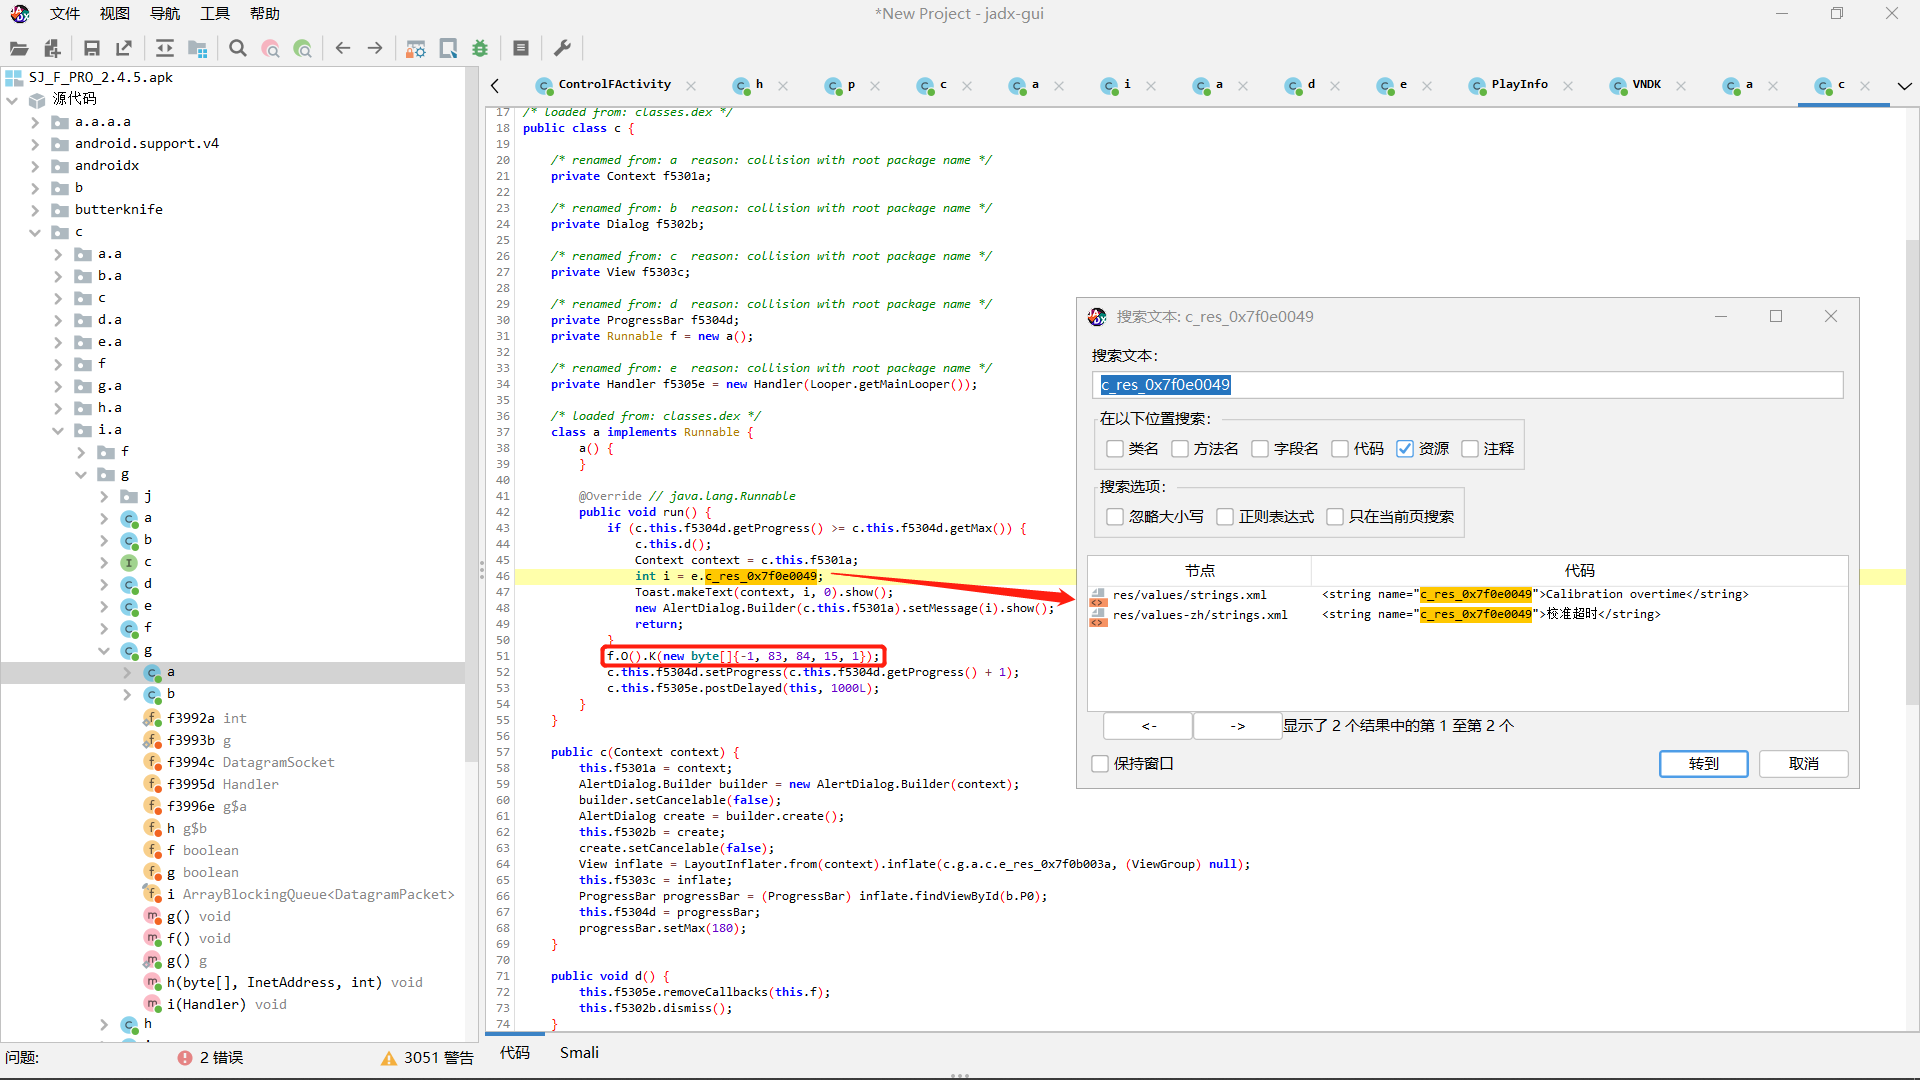 文件 视图 导航 工具 帮助
*New Project - jadx-gui
SJ_F_PRO_2.4.5.apk
源代码
a.a.a.a
android.support.v4
androidx
b
butterknife
c
a.a
b.a
c
d.a
e.a
f
g.a
h.a
i.a
f
g
j
a
b
c
d
e
f
g
a
b
f3992a int
f3993b g
f3994c DatagramSocket
f3995d Handler
f3996e g$a
h g$b
f boolean
g boolean
i ArrayBlockingQueue<DatagramPacket>
g() void
f() void
g() g
h(byte[], InetAddress, int) void
i(Handler) void
h
问题: 2 错误 3051 警告
ControlFActivity h p c a i a d e PlayInfo VNDK a c
17 /* loaded from: classes.dex */
18 public class c {
19
20 /* renamed from: a  reason: collision with root package name */
21 private Context f5301a;
22
23 /* renamed from: b  reason: collision with root package name */
24 private Dialog f5302b;
25
26 /* renamed from: c  reason: collision with root package name */
27 private View f5303c;
28
29 /* renamed from: d  reason: collision with root package name */
30 private ProgressBar f5304d;
31 private Runnable f = new a();
32
33 /* renamed from: e  reason: collision with root package name */
34 private Handler f5305e = new Handler(Looper.getMainLooper());
35
36 /* loaded from: classes.dex */
37 class a implements Runnable {
38 a() {
39 }
40
41 @Override // java.lang.Runnable
42 public void run() {
43 if (c.this.f5304d.getProgress() >= c.this.f5304d.getMax()) {
44 c.this.d();
45 Context context = c.this.f5301a;
46 int i = e.c_res_0x7f0e0049;
47 Toast.makeText(context, i, 0).show();
48 new AlertDialog.Builder(c.this.f5301a).setMessage(i).show();
49 return;
50 }
51 f.O().K(new byte[]{-1, 83, 84, 15, 1});
52 c.this.f5304d.setProgress(c.this.f5304d.getProgress() + 1);
53 c.this.f5305e.postDelayed(this, 1000L);
54 }
55 }
56
57 public c(Context context) {
58 this.f5301a = context;
59 AlertDialog.Builder builder = new AlertDialog.Builder(context);
60 builder.setCancelable(false);
61 AlertDialog create = builder.create();
62 this.f5302b = create;
63 create.setCancelable(false);
64 View inflate = LayoutInflater.from(context).inflate(c.g.a.c.e_res_0x7f0b003a, (ViewGroup) null);
65 this.f5303c = inflate;
66 ProgressBar progressBar = (ProgressBar) inflate.findViewById(b.P0);
67 this.f5304d = progressBar;
68 progressBar.setMax(180);
69 }
70
71 public void d() {
72 this.f5305e.removeCallbacks(this.f);
73 this.f5302b.dismiss();
74 }
代码 Smali
搜索文本: c_res_0x7f0e0049
搜索文本:
c_res_0x7f0e0049
在以下位置搜索:
类名 方法名 字段名 代码 资源 注释
搜索选项:
忽略大小写 正则表达式 只在当前页搜索
节点 代码
res/values/strings.xml <string name="c_res_0x7f0e0049">Calibration overtime</string>
res/values-zh/strings.xml <string name="c_res_0x7f0e0049">校准超时</string>
<- -> 显示了 2 个结果中的第 1 至第 2 个
保持窗口 转到 取消